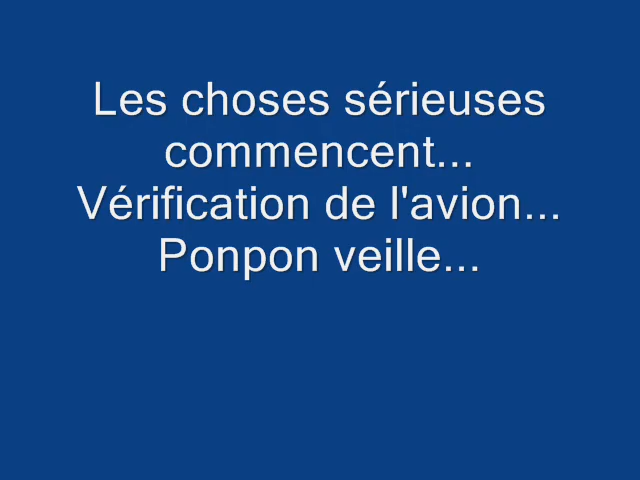 Les choses sérieuses
commencent...
Vérification de l'avion...
Ponpon veille...